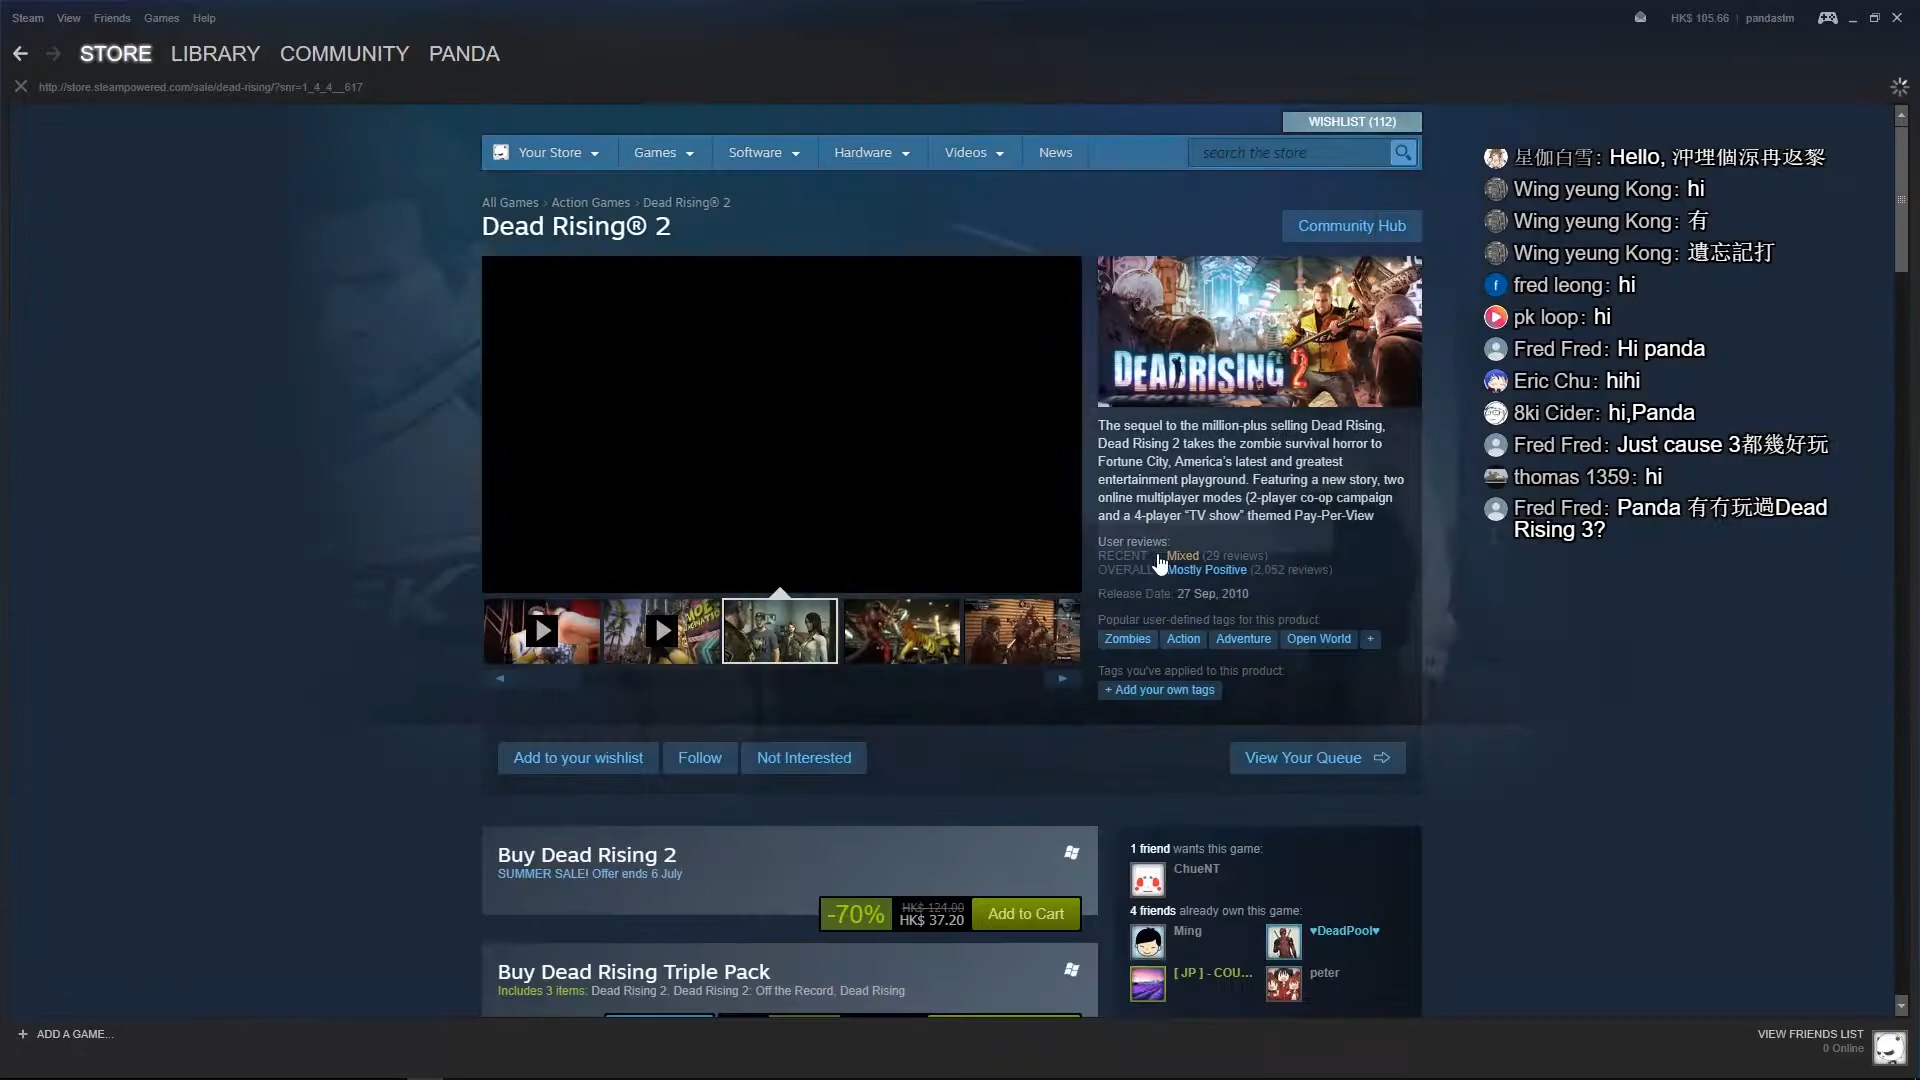 Steam View Friends Games Help
HK$ 105.66 | pandastm
STORE LIBRARY COMMUNITY PANDA
http://store.steampowered.com/sale/dead-rising/?snr=1_4_4__617
WISHLIST (112)
Your Store Games Software Hardware Videos News search the store
All Games > Action Games > Dead Rising® 2
Dead Rising® 2
Community Hub
DEADRISING 2
The sequel to the million-plus selling Dead Rising,
Dead Rising 2 takes the zombie survival horror to
Fortune City, America's latest and greatest
entertainment playground. Featuring a new story, two
online multiplayer modes (2-player co-op campaign
and a 4-player “TV show” themed Pay-Per-View
User reviews:
RECENT Mixed (29 reviews)
OVERALL Mostly Positive (2,052 reviews)
Release Date: 27 Sep, 2010
Popular user-defined tags for this product:
Zombies Action Adventure Open World +
Tags you've applied to this product:
+ Add your own tags
Add to your wishlist Follow Not Interested View Your Queue
Buy Dead Rising 2
SUMMER SALE! Offer ends 6 July
-70% HK$ 124.00 HK$ 37.20 Add to Cart
Buy Dead Rising Triple Pack
Includes 3 items: Dead Rising 2, Dead Rising 2: Off the Record, Dead Rising
1 friend wants this game:
ChueNT
4 friends already own this game:
Ming ♥DeadPool♥
[ JP ] - COU... peter
星伽白雪: Hello, 沖埋個涼再返黎
Wing yeung Kong: hi
Wing yeung Kong: 有
Wing yeung Kong: 遺忘記打
fred leong: hi
pk loop: hi
Fred Fred: Hi panda
Eric Chu: hihi
8ki Cider: hi,Panda
Fred Fred: Just cause 3都幾好玩
thomas 1359: hi
Fred Fred: Panda 有冇玩過Dead
Rising 3?
+ ADD A GAME...
VIEW FRIENDS LIST
0 Online